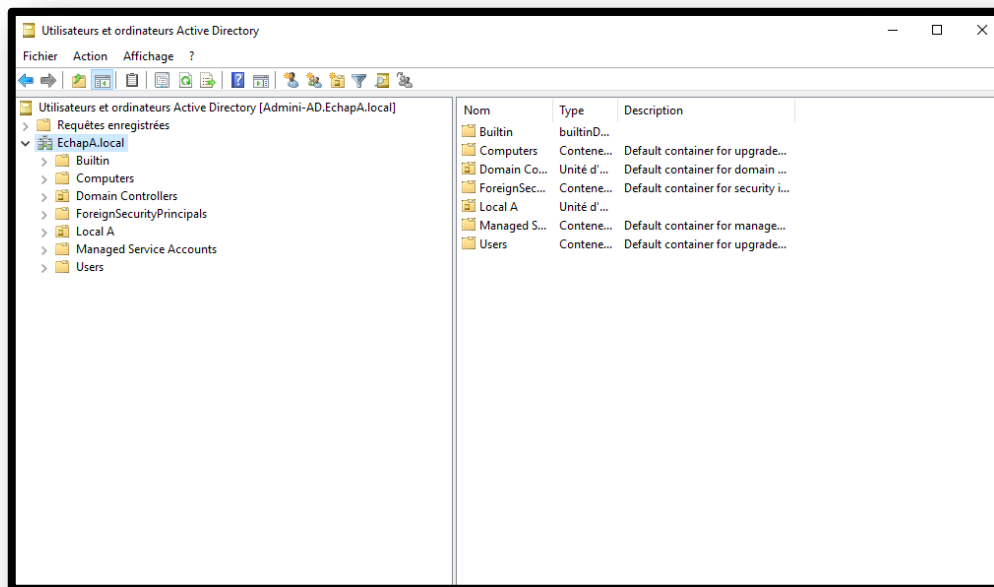 Utilisateurs et ordinateurs Active Directory
Fichier Action Affichage ?
Utilisateurs et ordinateurs Active Directory [Admini-AD.EchapA.local]
Requêtes enregistrées
EchapA.local
Builtin
Computers
Domain Controllers
ForeignSecurityPrincipals
Local A
Managed Service Accounts
Users
Nom Type Description
Builtin builtinD...
Computers Contene... Default container for upgrade...
Domain Co... Unité d'... Default container for domain ...
ForeignSec... Contene... Default container for security i...
Local A Unité d'...
Managed S... Contene... Default container for manage...
Users Contene... Default container for upgrade...